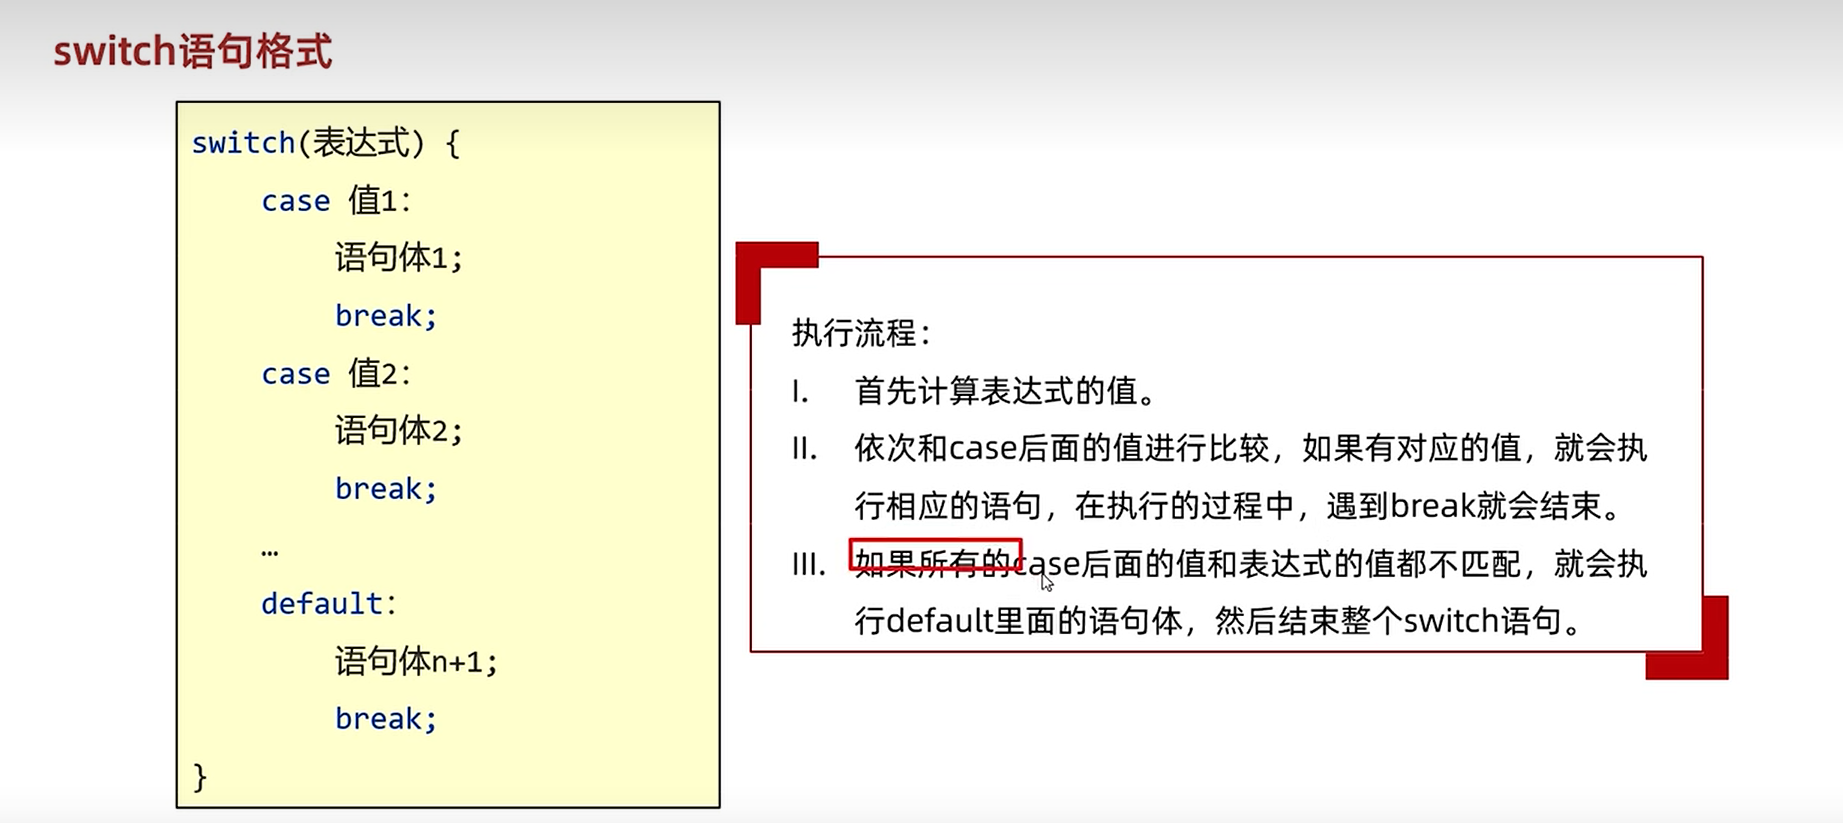 switch语句格式
switch(表达式) {
case 值1:
语句体1;
break;
case 值2:
语句体2;
break;
…
default:
语句体n+1;
break;
}
执行流程：
I. 首先计算表达式的值。
II. 依次和case后面的值进行比较，如果有对应的值，就会执
行相应的语句，在执行的过程中，遇到break就会结束。
III. 如果所有的case后面的值和表达式的值都不匹配，就会执
行default里面的语句体，然后结束整个switch语句。